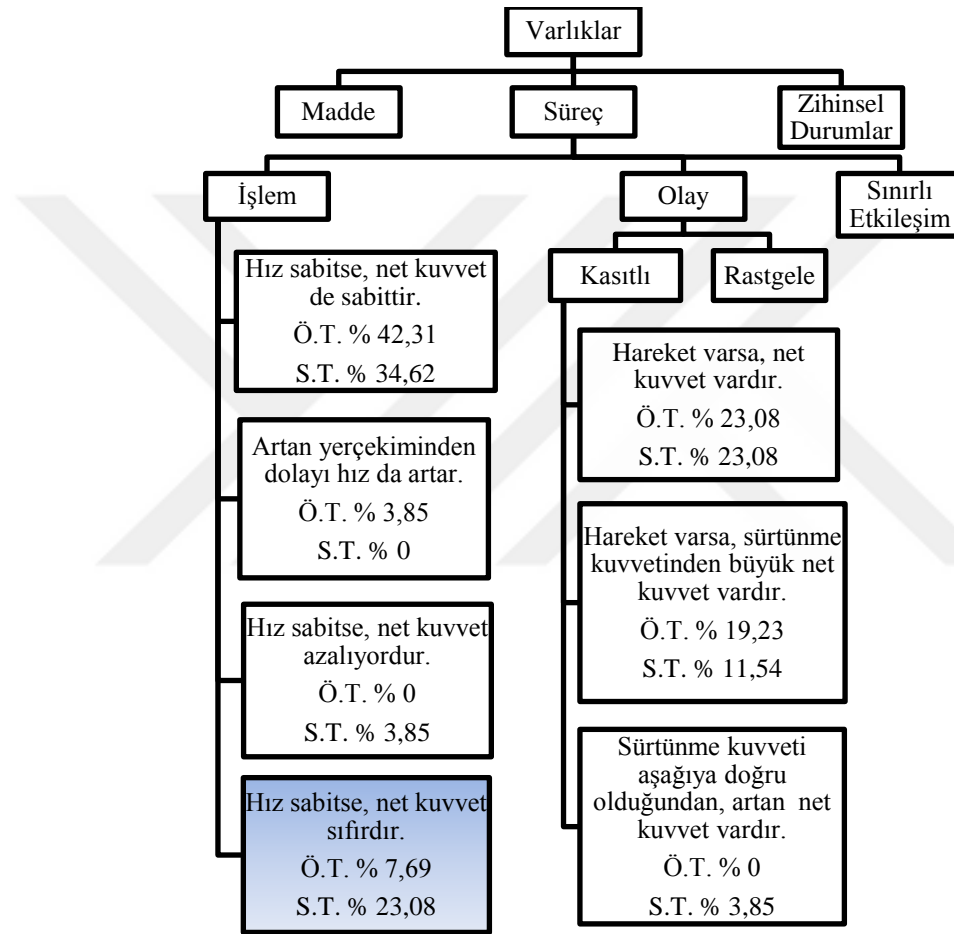 Varlıklar
Madde
Süreç
Zihinsel
Durumlar
İşlem
Olay
Sınırlı
Etkileşim
Kasıtlı
Rastgele
Hız sabitse, net kuvvet
de sabittir.
Ö.T. % 42,31
S.T. % 34,62
Artan yerçekiminden
dolayı hız da artar.
Ö.T. % 3,85
S.T. % 0
Hız sabitse, net kuvvet
azalıyordur.
Ö.T. % 0
S.T. % 3,85
Hız sabitse, net kuvvet
sıfırdır.
Ö.T. % 7,69
S.T. % 23,08
Hareket varsa, net
kuvvet vardır.
Ö.T. % 23,08
S.T. % 23,08
Hareket varsa, sürtünme
kuvvetinden büyük net
kuvvet vardır.
Ö.T. % 19,23
S.T. % 11,54
Sürtünme kuvveti
aşağıya doğru
olduğundan, artan net
kuvvet vardır.
Ö.T. % 0
S.T. % 3,85